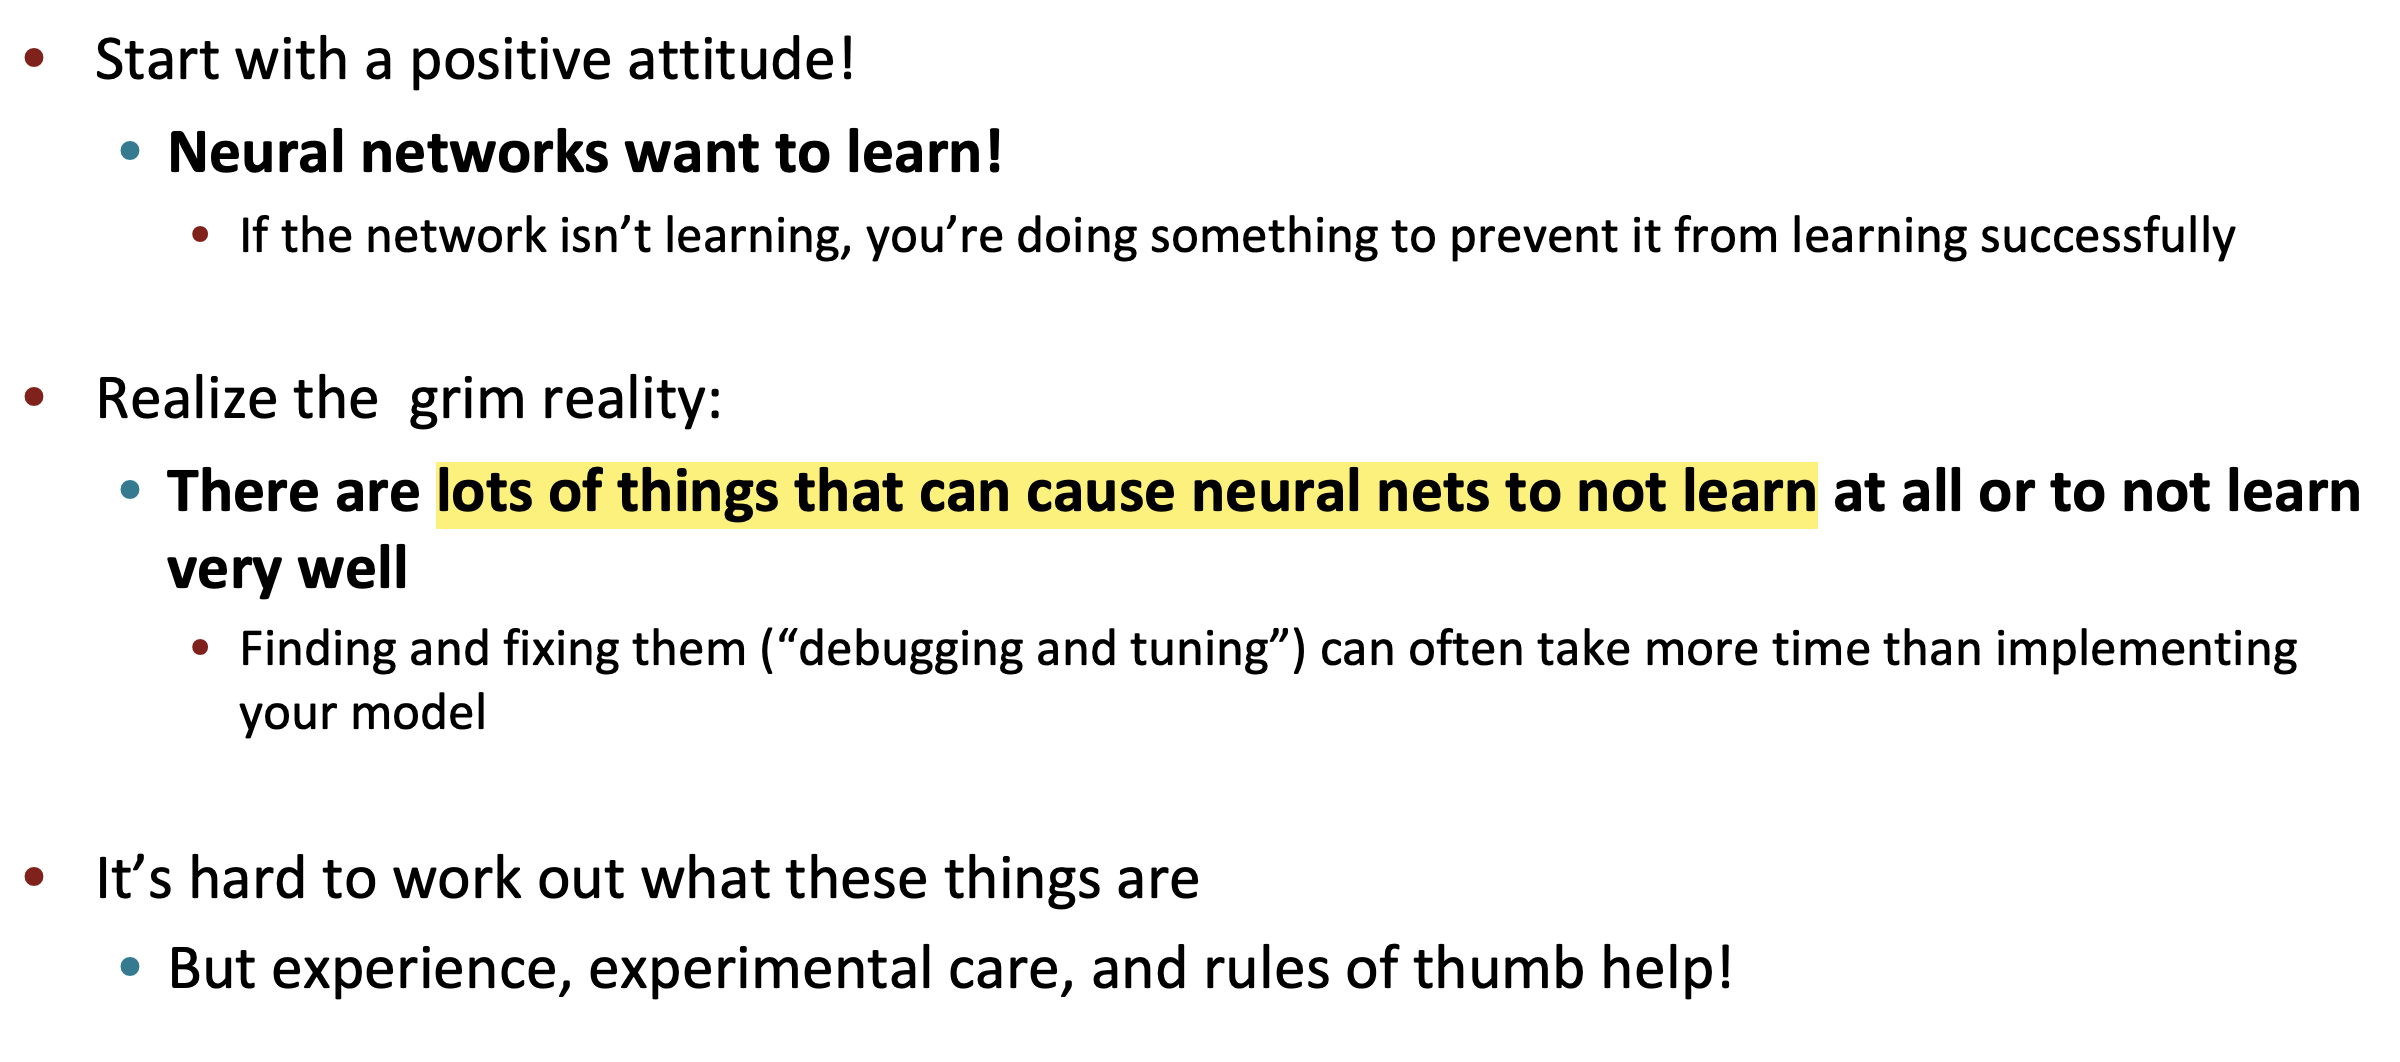 • Start with a positive attitude!
• Neural networks want to learn!
• If the network isn’t learning, you’re doing something to prevent it from learning successfully
• Realize the  grim reality:
• There are lots of things that can cause neural nets to not learn at all or to not learn
very well
• Finding and fixing them (“debugging and tuning”) can often take more time than implementing
your model
• It’s hard to work out what these things are
• But experience, experimental care, and rules of thumb help!